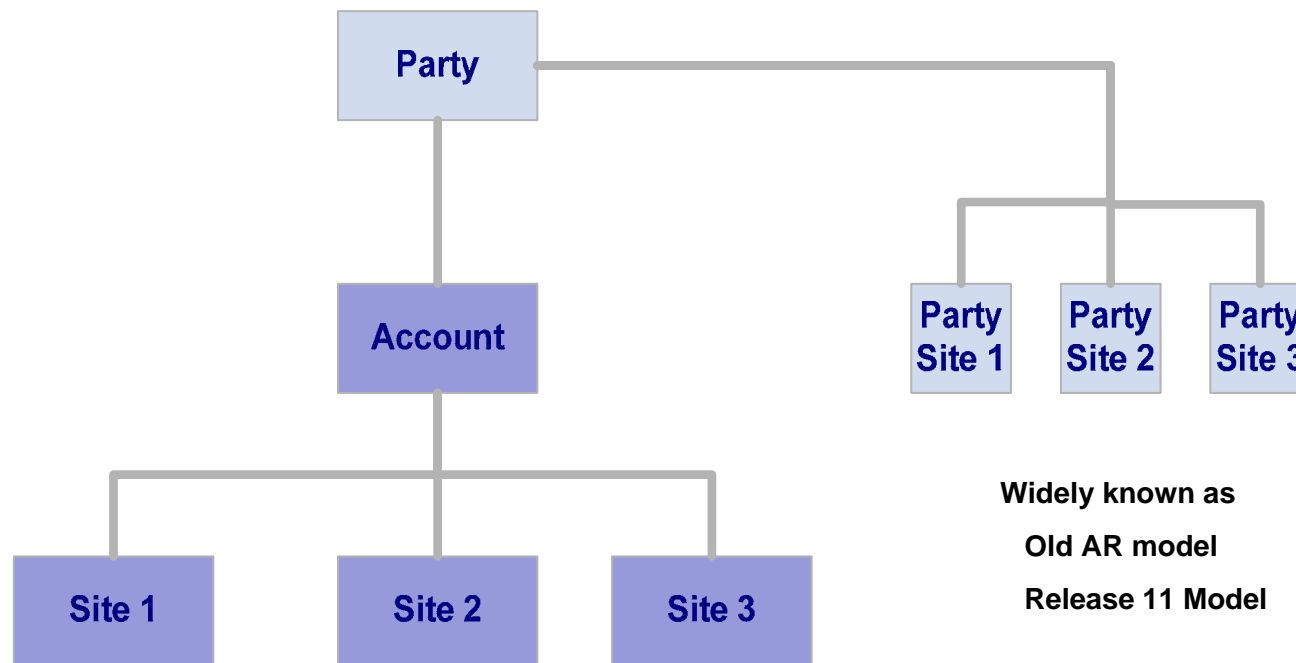 Party
Account
Party
Site 1
Party
Site 2
Party
Site 3
Widely known as
Old AR model
Release 11 Model
Site 1
Site 2
Site 3